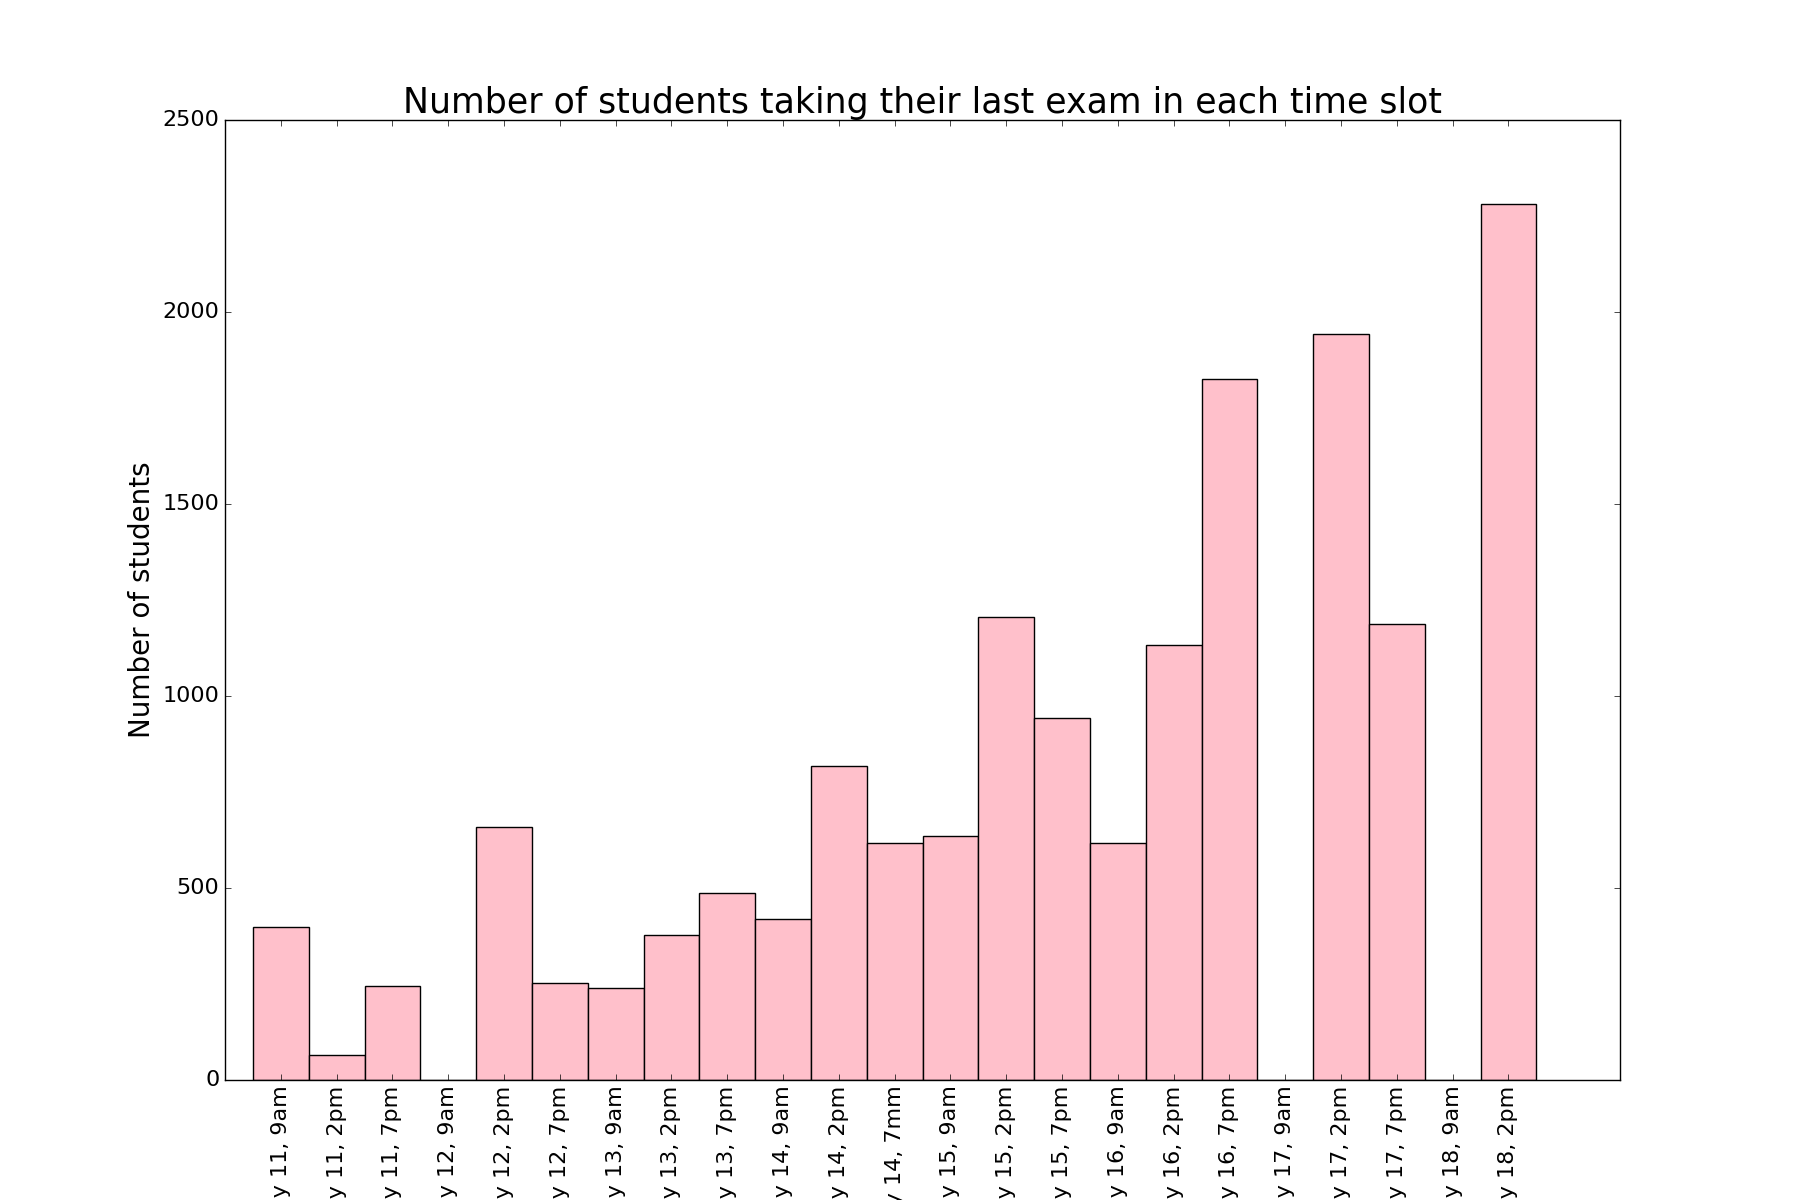 Number of students taking their last exam in each time slot
Number of students
2500
2000
1500
1000
500
0
y 11, 9am
y 11, 2pm
y 11, 7pm
y 12, 9am
y 12, 2pm
y 12, 7pm
y 13, 9am
y 13, 2pm
y 13, 7pm
y 14, 9am
y 14, 2pm
y 14, 7mm
y 15, 9am
y 15, 2pm
y 15, 7pm
y 16, 9am
y 16, 2pm
y 16, 7pm
y 17, 9am
y 17, 2pm
y 17, 7pm
y 18, 9am
y 18, 2pm